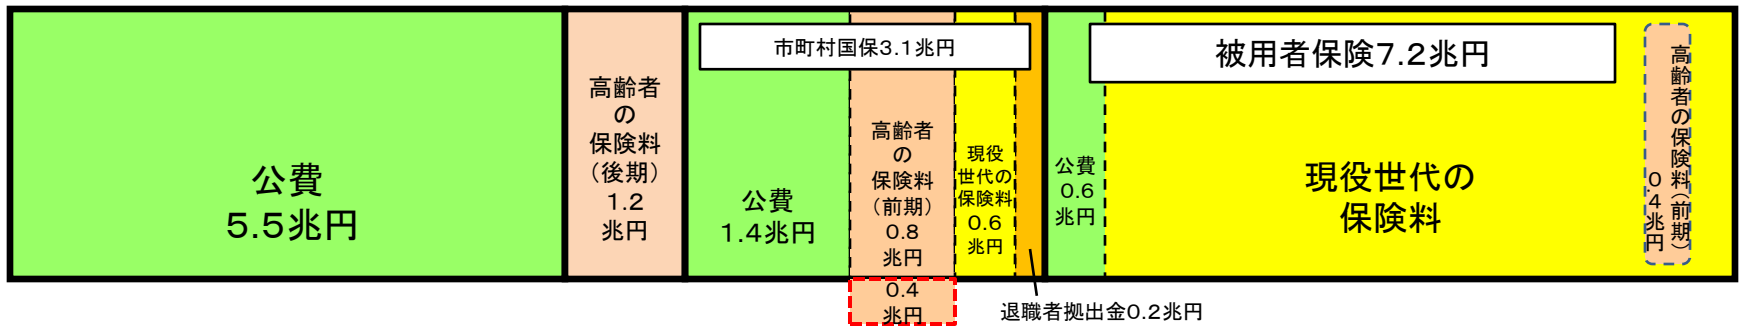 公費
5.5兆円
高齢者
の
保険料
（後期）
1.2
兆円
市町村国保3.1兆円
公費
1.4兆円
高齢者
の
保険料
（前期）
0.8
兆円
0.4
兆円
現役
世代の
保険料
0.6
兆円
退職者拠出金0.2兆円
被用者保険7.2兆円
公費
0.6
兆円
現役世代の
保険料
高齢者の保険料（前期）
0.4兆円